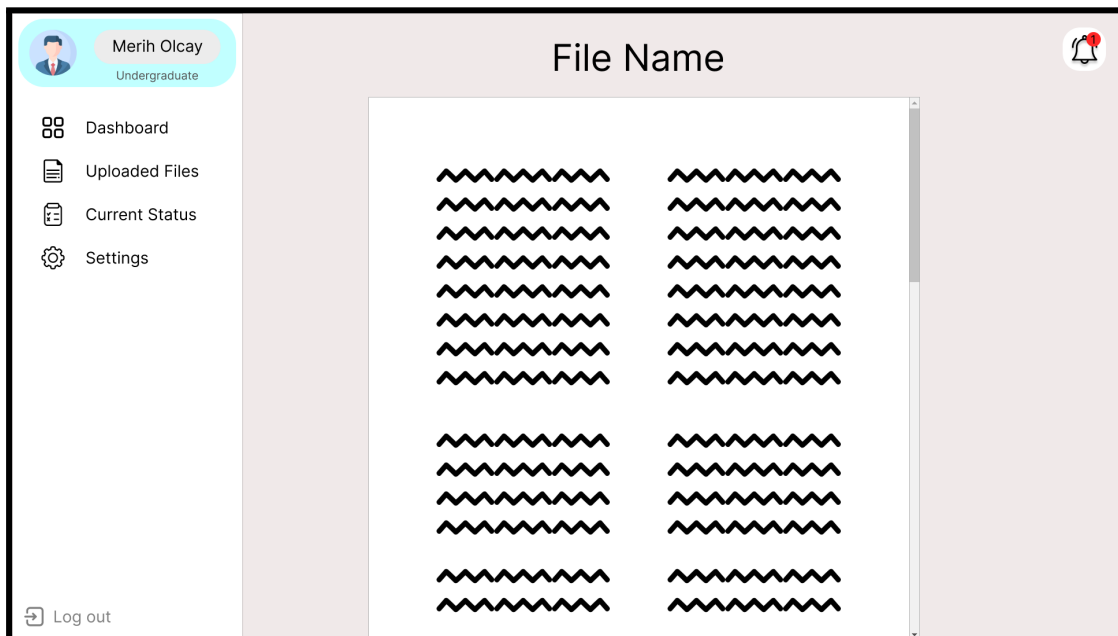 Merih Olcay
Undergraduate
Dashboard
Uploaded Files
Current Status
Settings
Log out
File Name
1